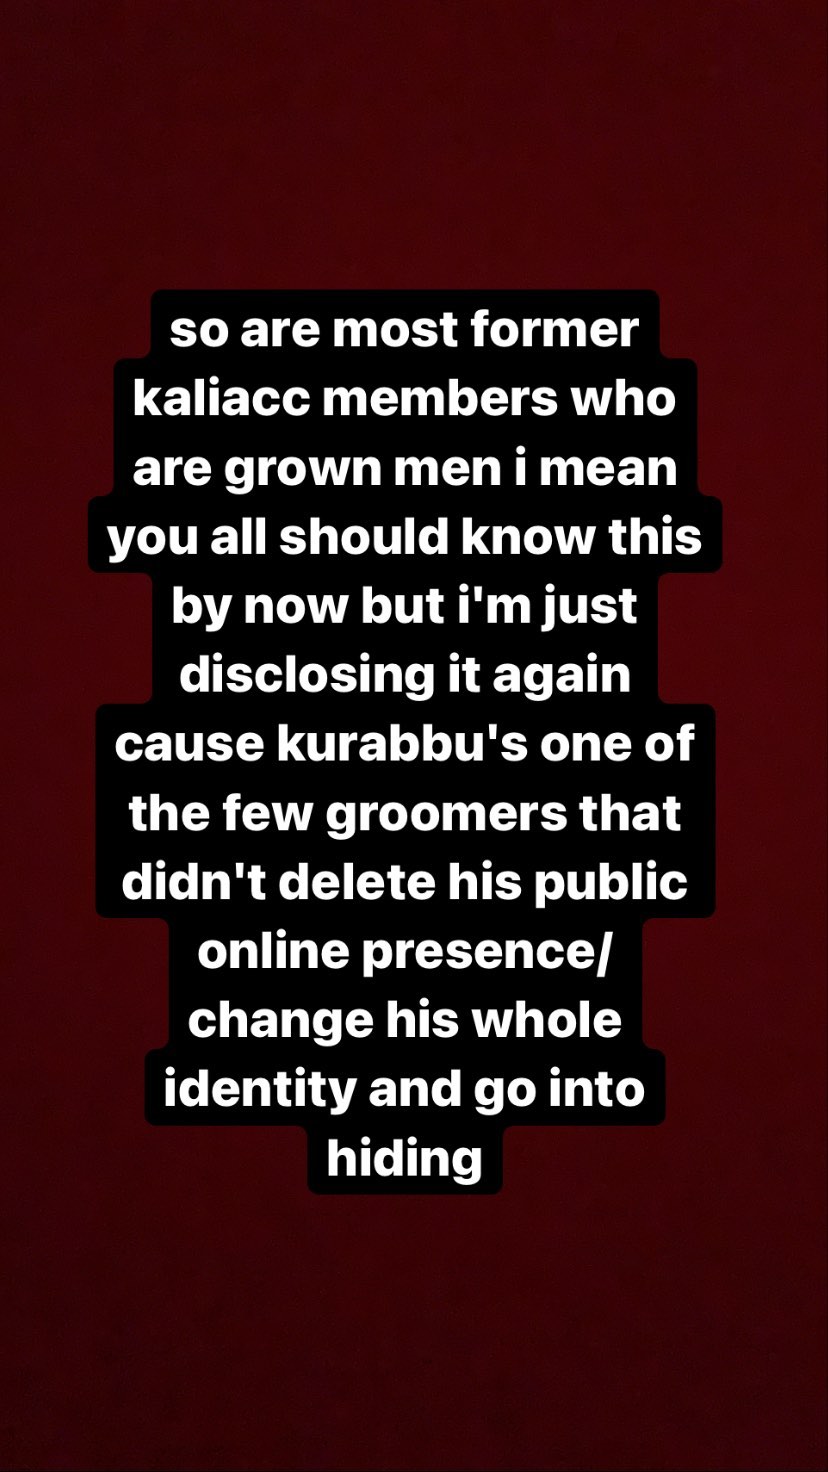 so are most former
kaliacc members who
are grown men i mean
you all should know this
by now but i'm just
disclosing it again
cause kurabbu's one of
the few groomers that
didn't delete his public
online presence/
change his whole
identity and go into
hiding